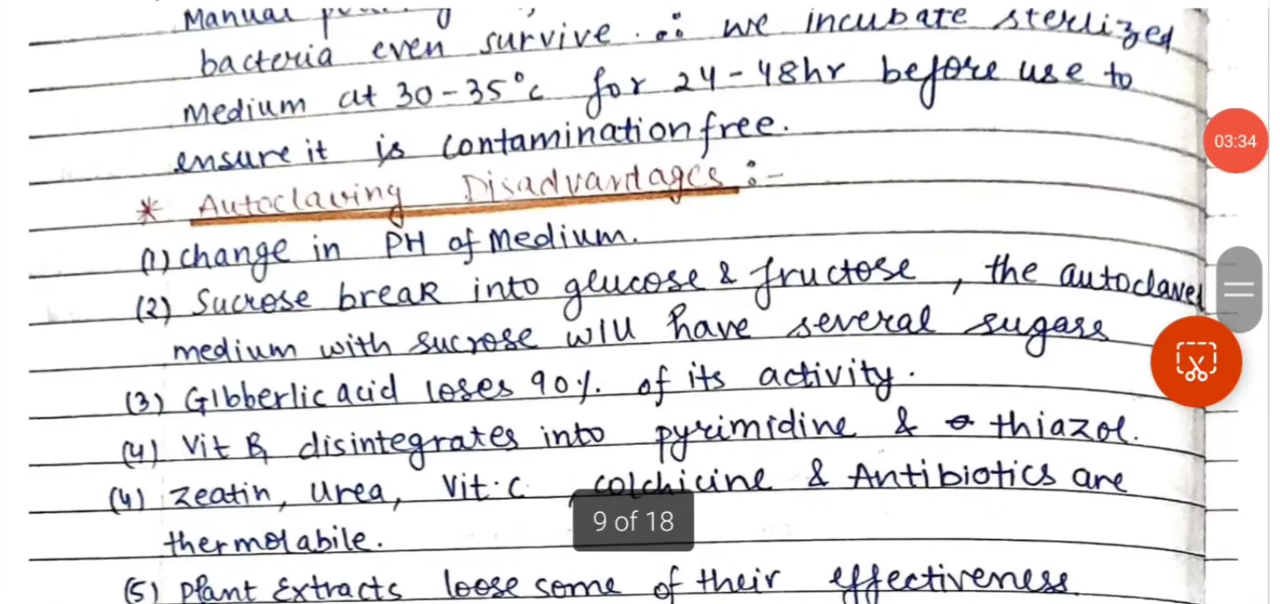 Manual
bacteria even survive. ∴ we incubate sterlized
Medium at 30-35°c for 24-48hr before use to
ensure it is contamination free.
* Autoclaving Disadvantages :-
(1) change in PH of Medium.
(2) Sucrose break into glucose & fructose, the autoclaved
medium with sucrose will have several sugars
(3) Gibberlic acid loses 90% of its activity.
(4) Vit B₁ disintegrates into pyrimidine & thiazol.
(4) Zeatin, Urea, Vit.C, colchicine & Antibiotics are
thermolabile.
(5) Plant Extracts loose some of their effectiveness.
03:34
9 of 18